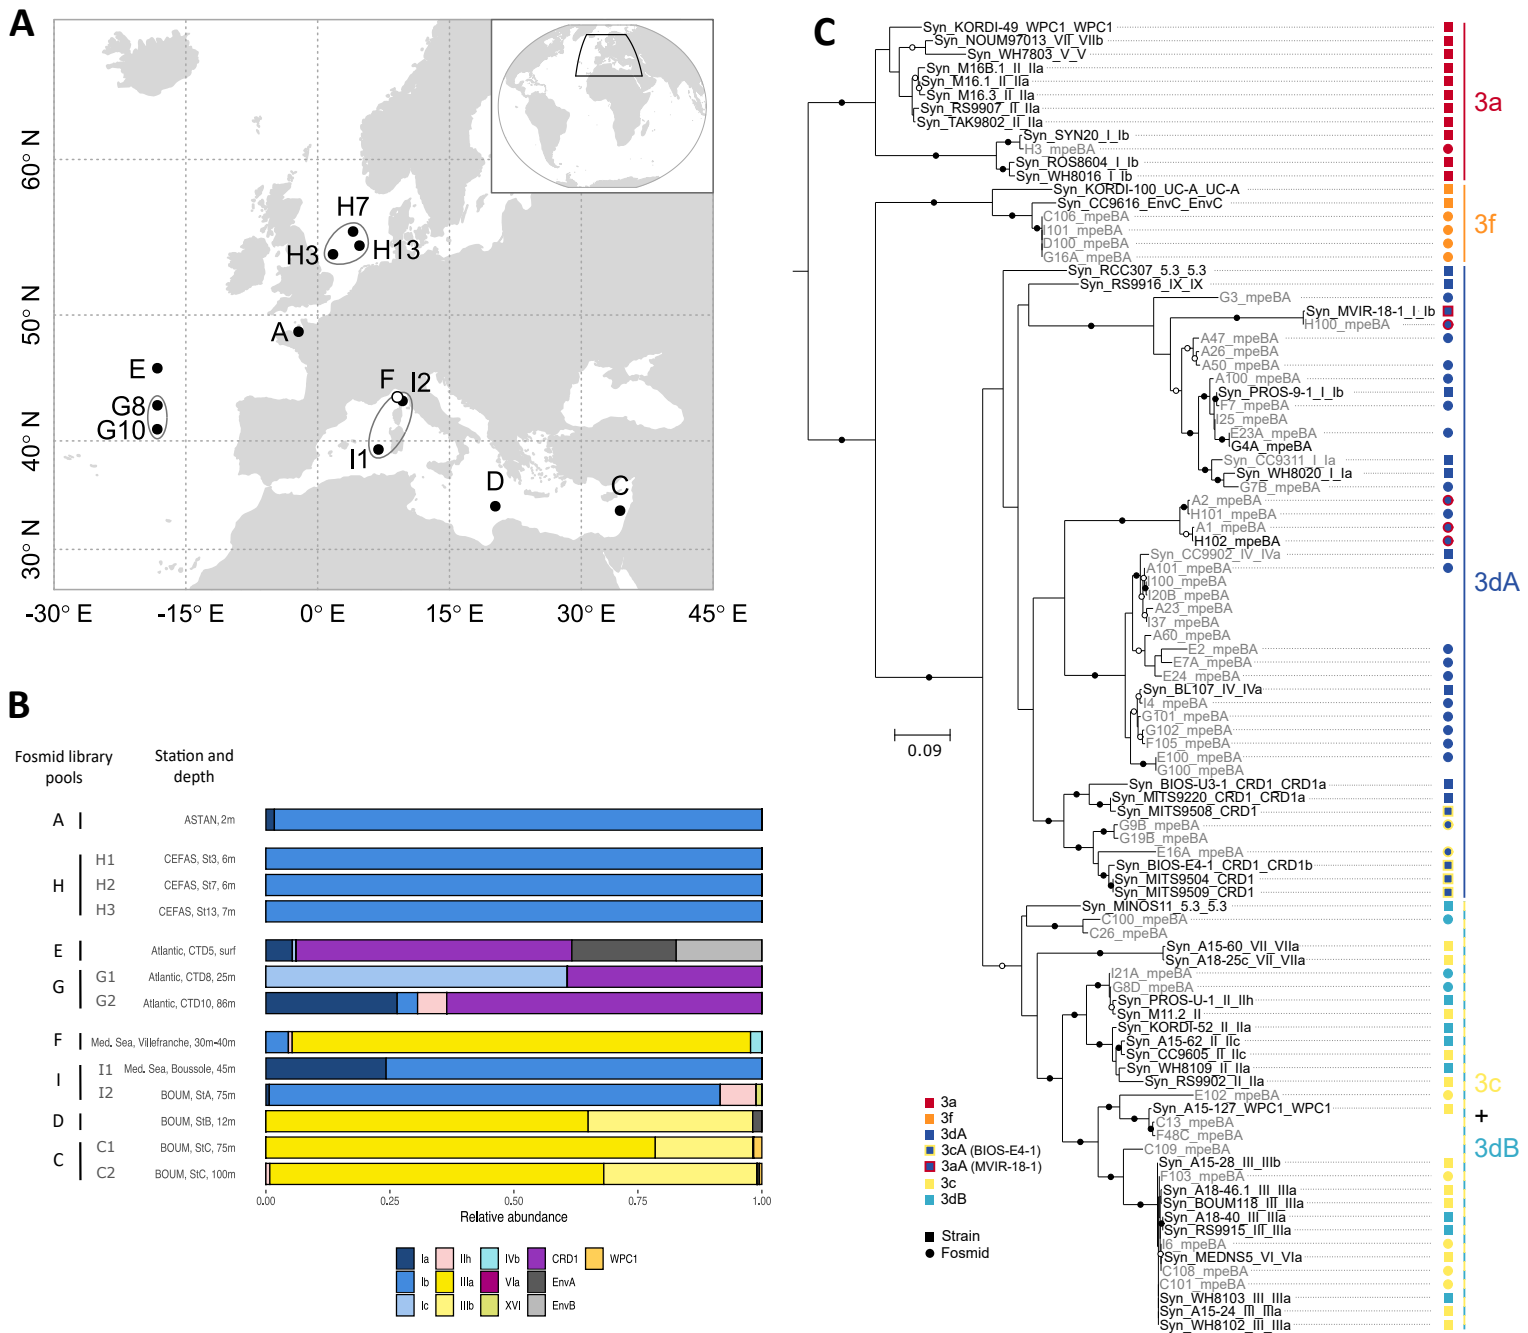 A
60° N
50° N
40° N
30° N
-30° E
-15° E
0° E
15° E
30° E
45° E
H7
H3
H13
A
E
G8
G10
F
I2
I1
D
C
B
Fosmid library
pools
Station and
depth
A
ASTAN, 2m
H
H1
CEFAS, St3, 6m
H2
CEFAS, St7, 6m
H3
CEFAS, St13, 7m
E
Atlantic, CTD5, surf
G
G1
Atlantic, CTD8, 25m
G2
Atlantic, CTD10, 86m
F
Med. Sea, Villefranche, 30m-40m
I
I1
Med. Sea, Boussole, 45m
I2
BOUM, StA, 75m
D
BOUM, StB, 12m
C
C1
BOUM, StC, 75m
C2
BOUM, StC, 100m
0.00
0.25
0.50
0.75
1.00
Relative abundance
Ia
IIh
IVb
CRD1
WPC1
Ib
IIIa
VIa
EnvA
Ic
IIIb
XVI
EnvB
C
Syn_KORDI-49_WPC1_WPC1
Syn_NOUM97013_VII_VIIb
Syn_WH7803_V_V
Syn_M16B.1_II_IIa
Syn_M16.1_II_IIa
Syn_M16.3_II_IIa
Syn_RS9907_II_IIa
Syn_TAK9802_II_IIa
Syn_SYN20_I_Ib
H3_mpeBA
Syn_ROS8604_I_Ib
Syn_WH8016_I_Ib
Syn_KORDI-100_UC-A_UC-A
Syn_CC9616_EnvC_EnvC
C106_mpeBA
I101_mpeBA
D100_mpeBA
G16A_mpeBA
Syn_RCC307_5.3_5.3
Syn_RS9916_IX_IX
G3_mpeBA
Syn_MVIR-18-1_I_Ib
H100_mpeBA
A47_mpeBA
A26_mpeBA
A50_mpeBA
A100_mpeBA
Syn_PROS-9-1_I_Ib
F7_mpeBA
I25_mpeBA
E23A_mpeBA
G4A_mpeBA
Syn_CC9311_I_Ia
Syn_WH8020_I_Ia
G7B_mpeBA
A2_mpeBA
H101_mpeBA
A1_mpeBA
H102_mpeBA
Syn_CC9902_IV_IVa
A101_mpeBA
I100_mpeBA
I20B_mpeBA
A23_mpeBA
I37_mpeBA
A60_mpeBA
E2_mpeBA
E7A_mpeBA
E24_mpeBA
Syn_BL107_IV_IVa
I4_mpeBA
G101_mpeBA
G102_mpeBA
F105_mpeBA
E100_mpeBA
G100_mpeBA
Syn_BIOS-U3-1_CRD1_CRD1a
Syn_MITS9220_CRD1_CRD1a
Syn_MITS9508_CRD1
G9B_mpeBA
G19B_mpeBA
E16A_mpeBA
Syn_BIOS-E4-1_CRD1_CRD1b
Syn_MITS9504_CRD1
Syn_MITS9509_CRD1
Syn_MINOS11_5.3_5.3
C100_mpeBA
C26_mpeBA
Syn_A15-60_VII_VIIa
Syn_A18-25c_VII_VIIa
I21A_mpeBA
G8D_mpeBA
Syn_PROS-U-1_II_IIh
Syn_M11.2_II
Syn_KORDI-52_II_IIa
Syn_A15-62_II_IIc
Syn_CC9605_II_IIc
Syn_WH8109_II_IIa
Syn_RS9902_II_IIa
E102_mpeBA
Syn_A15-127_WPC1_WPC1
C13_mpeBA
F48C_mpeBA
C109_mpeBA
Syn_A15-28_III_IIIb
F103_mpeBA
Syn_A18-46.1_III_IIIa
Syn_BOUM118_III_IIIa
Syn_A18-40_III_IIIa
Syn_RS9915_III_IIIa
I6_mpeBA
Syn_MEDNS5_VI_VIa
C108_mpeBA
C101_mpeBA
Syn_WH8103_III_IIIa
Syn_A15-24_III_IIIa
Syn_WH8102_III_IIIa
0.09
3a
3f
3dA
3c
+
3dB
3a
3f
3dA
3cA (BIOS-E4-1)
3aA (MVIR-18-1)
3c
3dB
Strain
Fosmid